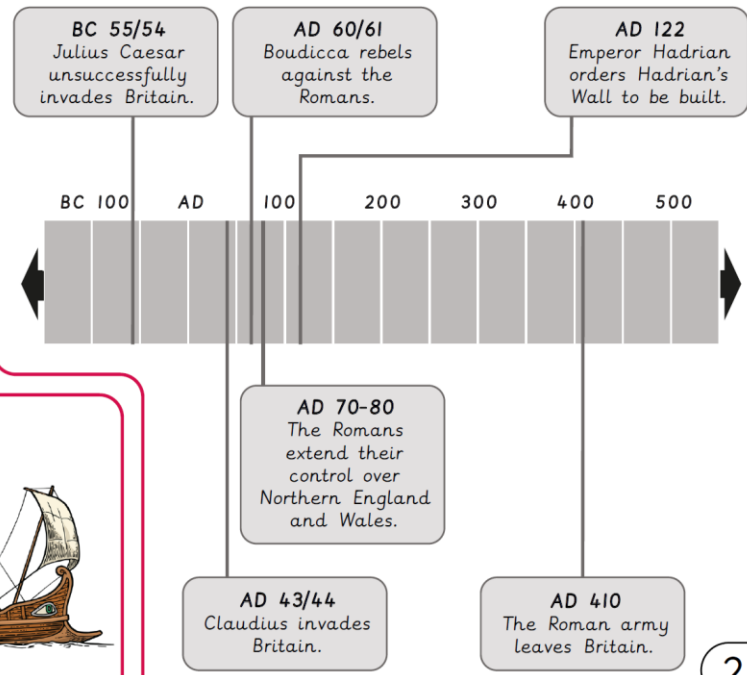 BC 55/54
Julius Caesar
unsuccessfully
invades Britain.
AD 60/61
Boudicca rebels
against the
Romans.
AD 122
Emperor Hadrian
orders Hadrian's
Wall to be built.
BC 100 AD 100 200 300 400 500
AD 70-80
The Romans
extend their
control over
Northern England
and Wales.
AD 43/44
Claudius invades
Britain.
AD 410
The Roman army
leaves Britain.
2